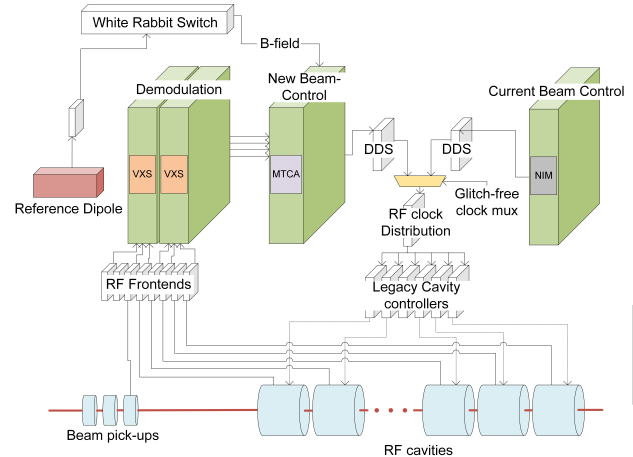 White Rabbit Switch
B-field
Demodulation
New Beam-
Control
Current Beam Control
DDS
DDS
VXS
VXS
MTCA
NIM
Glitch-free
clock mux
Reference Dipole
RF clock
Distribution
RF Frontends
Legacy Cavity
controllers
Beam pick-ups
RF cavities